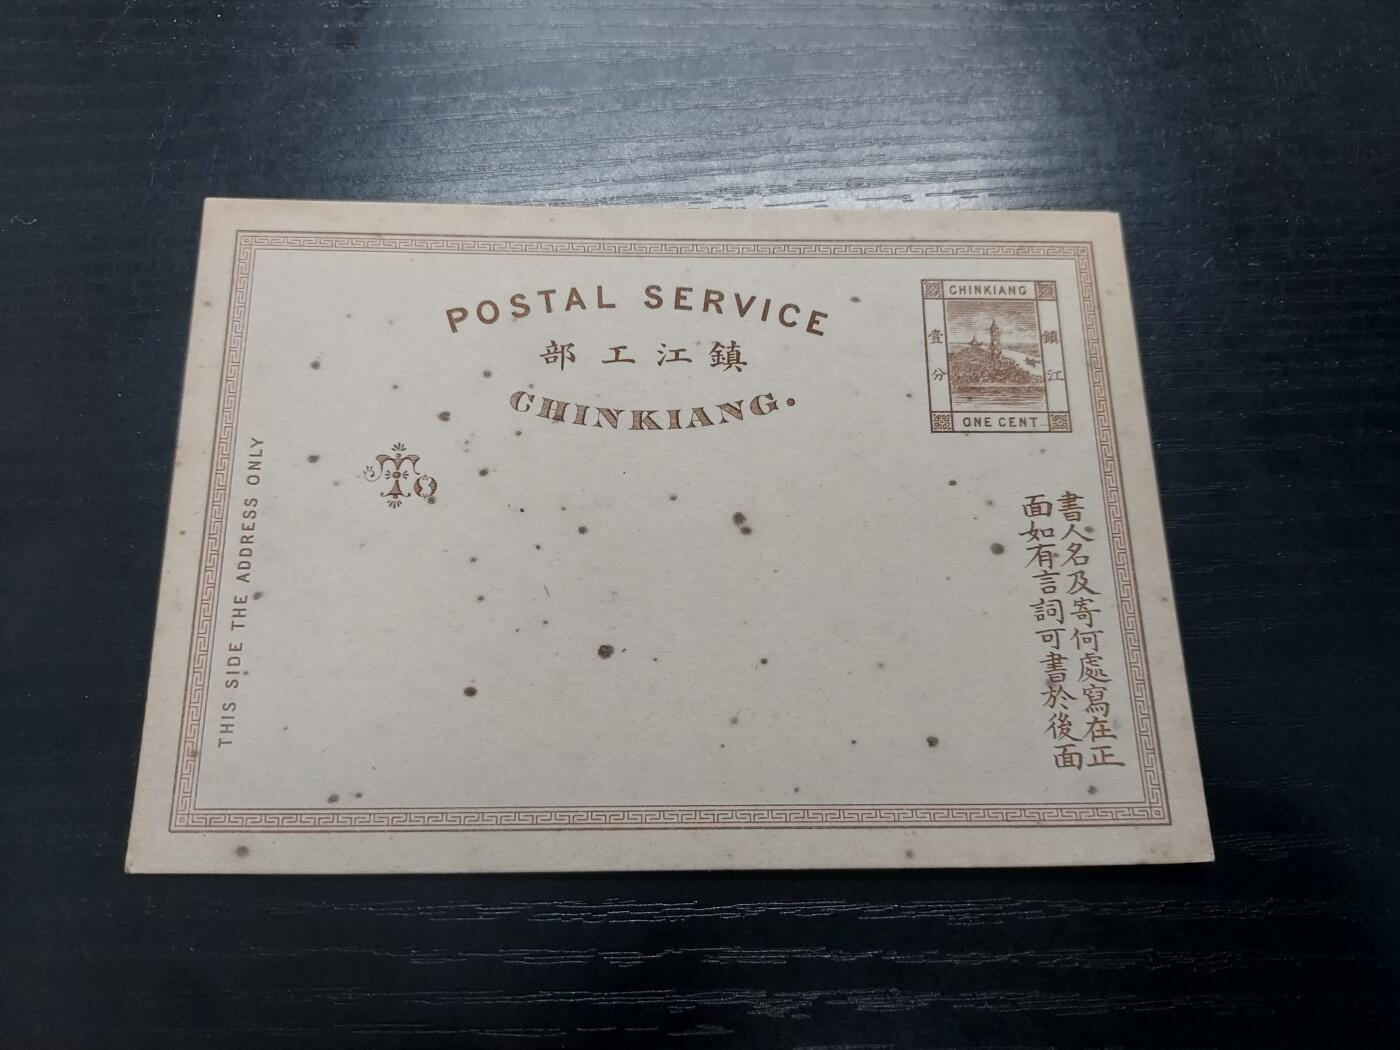 POSTAL SERVICE
部工江鎮
CHINKIANG.
CHINKIANG
壹分
鎮江
ONE CENT
To
THIS SIDE THE ADDRESS ONLY
書人名及寄何處寫在正
面如有言詞可書於後面